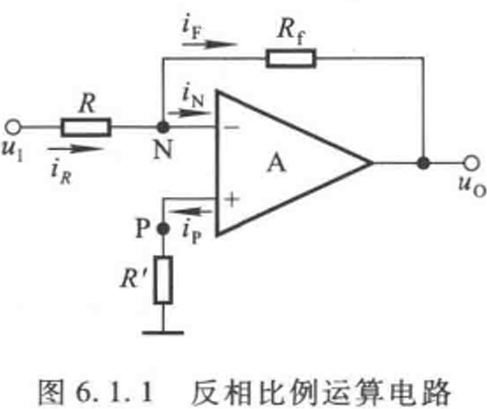 i_F
R_f
R
i_N
−
u_I
i_R
N
A
+
u_O
P
i_P
R′
图 6.1.1 反相比例运算电路